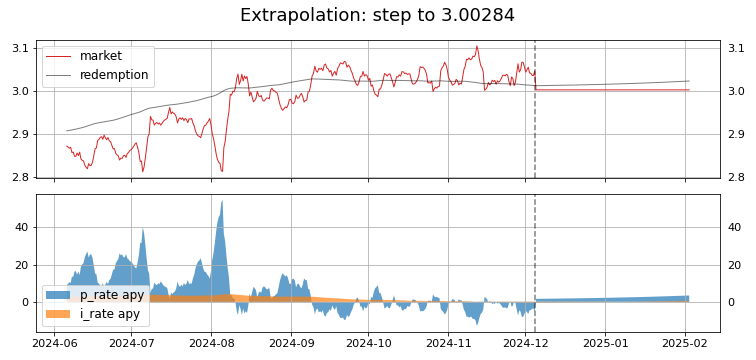 Extrapolation: step to 3.00284
3.1 3.1
market
redemption
3.0 3.0
2.9 2.9
2.8 2.8
40 40
20 20
p_rate apy
0 0
i_rate apy
2024-06 2024-07 2024-08 2024-09 2024-10 2024-11 2024-12 2025-01 2025-02